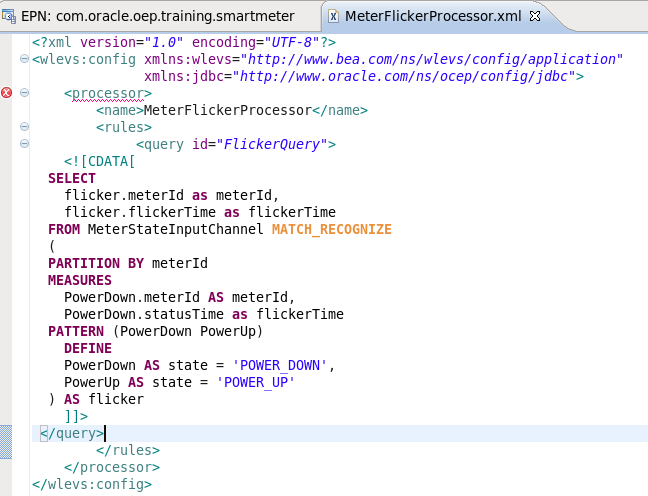 EPN: com.oracle.oep.training.smartmeter MeterFlickerProcessor.xml
<?xml version="1.0" encoding="UTF-8"?>
<wlevs:config xmlns:wlevs="http://www.bea.com/ns/wlevs/config/application"
xmlns:jdbc="http://www.oracle.com/ns/ocep/config/jdbc">
<processor>
<name>MeterFlickerProcessor</name>
<rules>
<query id="FlickerQuery">
<![CDATA[
SELECT
flicker.meterId as meterId,
flicker.flickerTime as flickerTime
FROM MeterStateInputChannel MATCH_RECOGNIZE
(
PARTITION BY meterId
MEASURES
PowerDown.meterId AS meterId,
PowerDown.statusTime as flickerTime
PATTERN (PowerDown PowerUp)
DEFINE
PowerDown AS state = 'POWER_DOWN',
PowerUp AS state = 'POWER_UP'
) AS flicker
]]>
</query>
</rules>
</processor>
</wlevs:config>